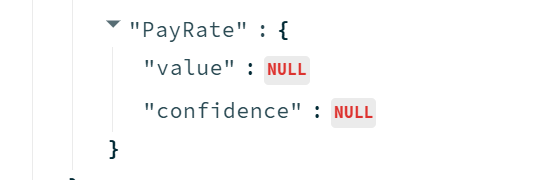 "PayRate" : {
"value" : NULL
"confidence" : NULL
}